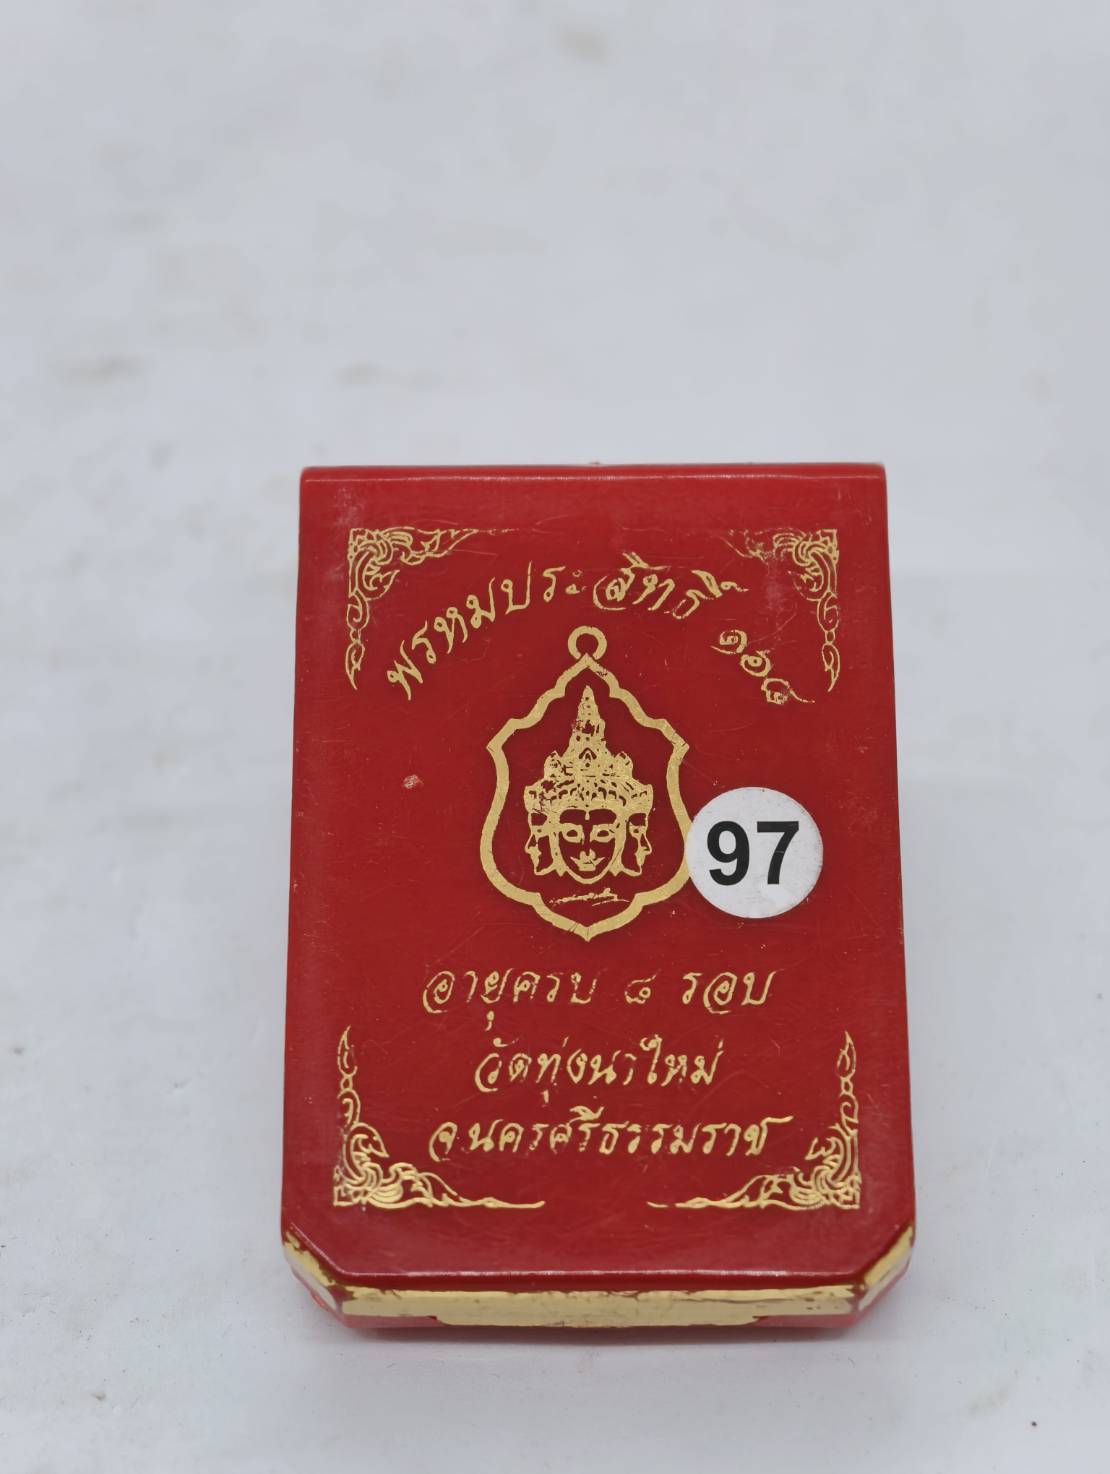 พรหมประสิทธิ์ ๑๐๘
97
อายุครบ ๘ รอบ
วัดทุ่งนาใหม่
จ.นครศรีธรรมราช